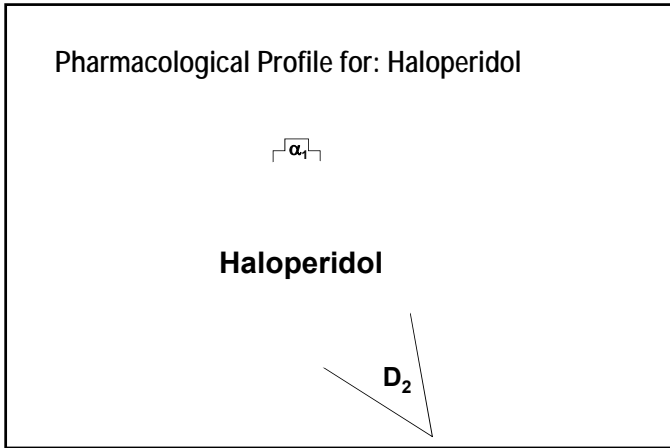 Pharmacological Profile for: Haloperidol
α₁
Haloperidol
D₂